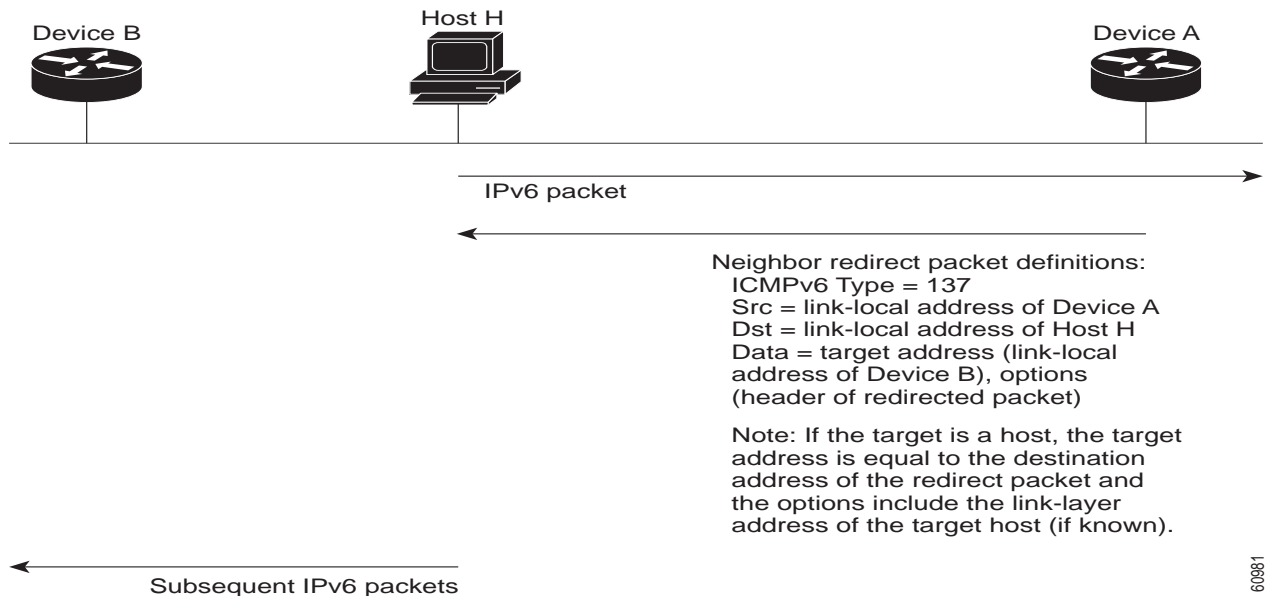 Device B
Host H
Device A
IPv6 packet
Neighbor redirect packet definitions:
ICMPv6 Type = 137
Src = link-local address of Device A
Dst = link-local address of Host H
Data = target address (link-local
address of Device B), options
(header of redirected packet)
Note: If the target is a host, the target
address is equal to the destination
address of the redirect packet and
the options include the link-layer
address of the target host (if known).
Subsequent IPv6 packets
60981